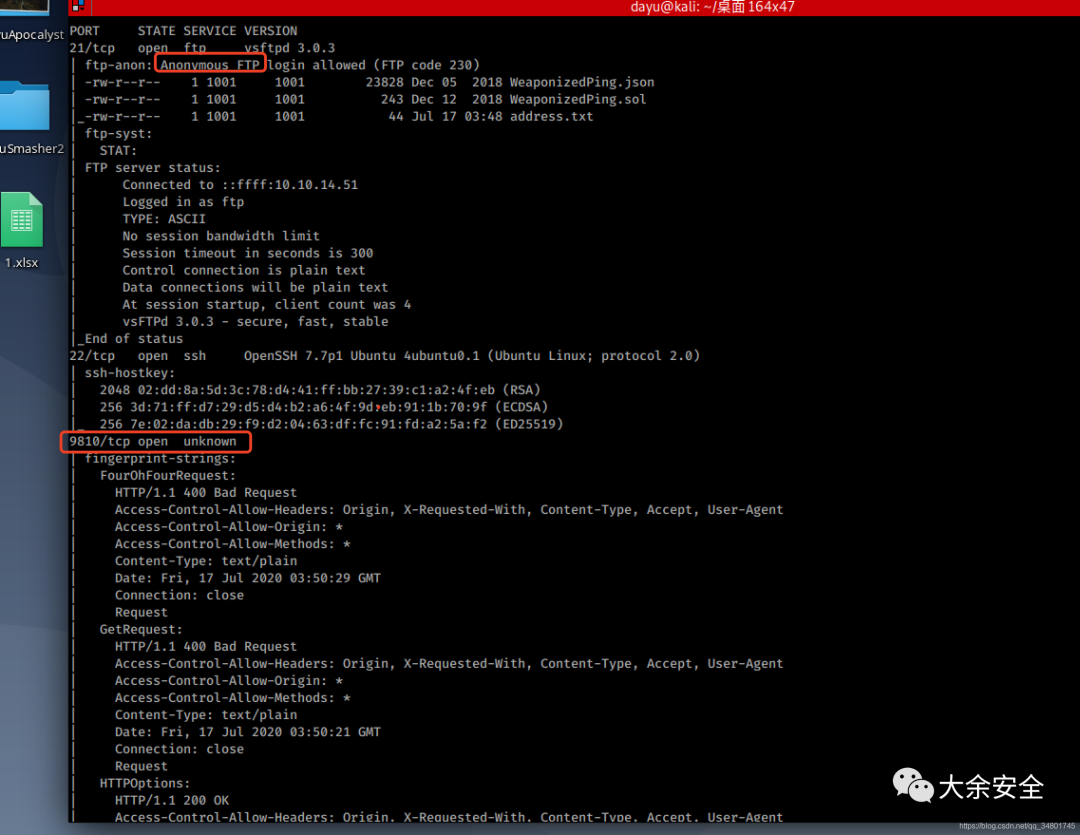 dayu@kali: ~/桌面 164x47
uApocalyst
uSmasher2
1.xlsx
PORT STATE SERVICE VERSION
21/tcp open ftp vsftpd 3.0.3
| ftp-anon: Anonymous FTP login allowed (FTP code 230)
| -rw-r--r-- 1 1001 1001 23828 Dec 05 2018 WeaponizedPing.json
| -rw-r--r-- 1 1001 1001 243 Dec 12 2018 WeaponizedPing.sol
|_-rw-r--r-- 1 1001 1001 44 Jul 17 03:48 address.txt
| ftp-syst:
| STAT:
| FTP server status:
| Connected to ::ffff:10.10.14.51
| Logged in as ftp
| TYPE: ASCII
| No session bandwidth limit
| Session timeout in seconds is 300
| Control connection is plain text
| Data connections will be plain text
| At session startup, client count was 4
| vsFTPd 3.0.3 - secure, fast, stable
|_End of status
22/tcp open ssh OpenSSH 7.7p1 Ubuntu 4ubuntu0.1 (Ubuntu Linux; protocol 2.0)
| ssh-hostkey:
| 2048 02:dd:8a:5d:3c:78:d4:41:ff:bb:27:39:c1:a2:4f:eb (RSA)
| 256 3d:71:ff:d7:29:d5:d4:b2:a6:4f:9d:eb:91:1b:70:9f (ECDSA)
|_ 256 7e:02:da:db:29:f9:d2:04:63:df:fc:91:fd:a2:5a:f2 (ED25519)
9810/tcp open unknown
| fingerprint-strings:
| FourOhFourRequest:
| HTTP/1.1 400 Bad Request
| Access-Control-Allow-Headers: Origin, X-Requested-With, Content-Type, Accept, User-Agent
| Access-Control-Allow-Origin: *
| Access-Control-Allow-Methods: *
| Content-Type: text/plain
| Date: Fri, 17 Jul 2020 03:50:29 GMT
| Connection: close
| Request
| GetRequest:
| HTTP/1.1 400 Bad Request
| Access-Control-Allow-Headers: Origin, X-Requested-With, Content-Type, Accept, User-Agent
| Access-Control-Allow-Origin: *
| Access-Control-Allow-Methods: *
| Content-Type: text/plain
| Date: Fri, 17 Jul 2020 03:50:21 GMT
| Connection: close
| Request
| HTTPOptions:
| HTTP/1.1 200 OK
| Access-Control-Allow-Headers: Origin, X-Requested-With, Content-Type, Accept, User-Agent
大余安全
https://blog.csdn.net/qq_34801745